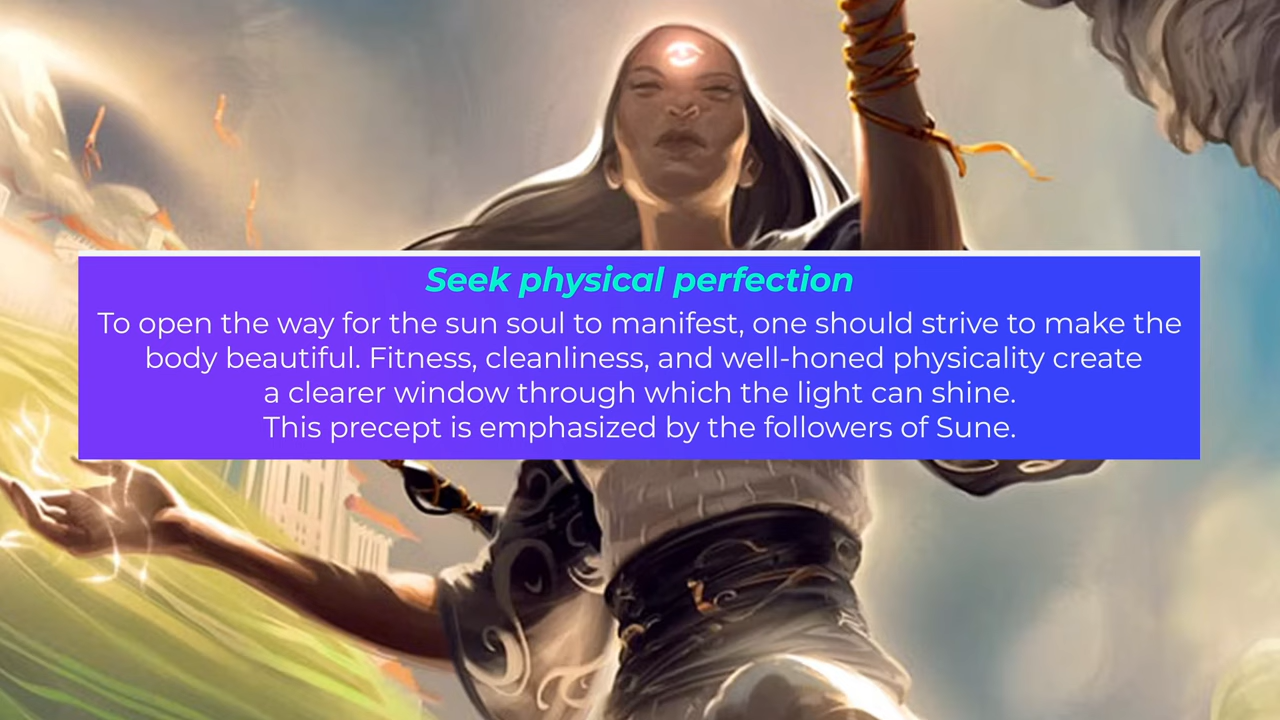 Seek physical perfection
To open the way for the sun soul to manifest, one should strive to make the
body beautiful. Fitness, cleanliness, and well-honed physicality create
a clearer window through which the light can shine.
This precept is emphasized by the followers of Sune.